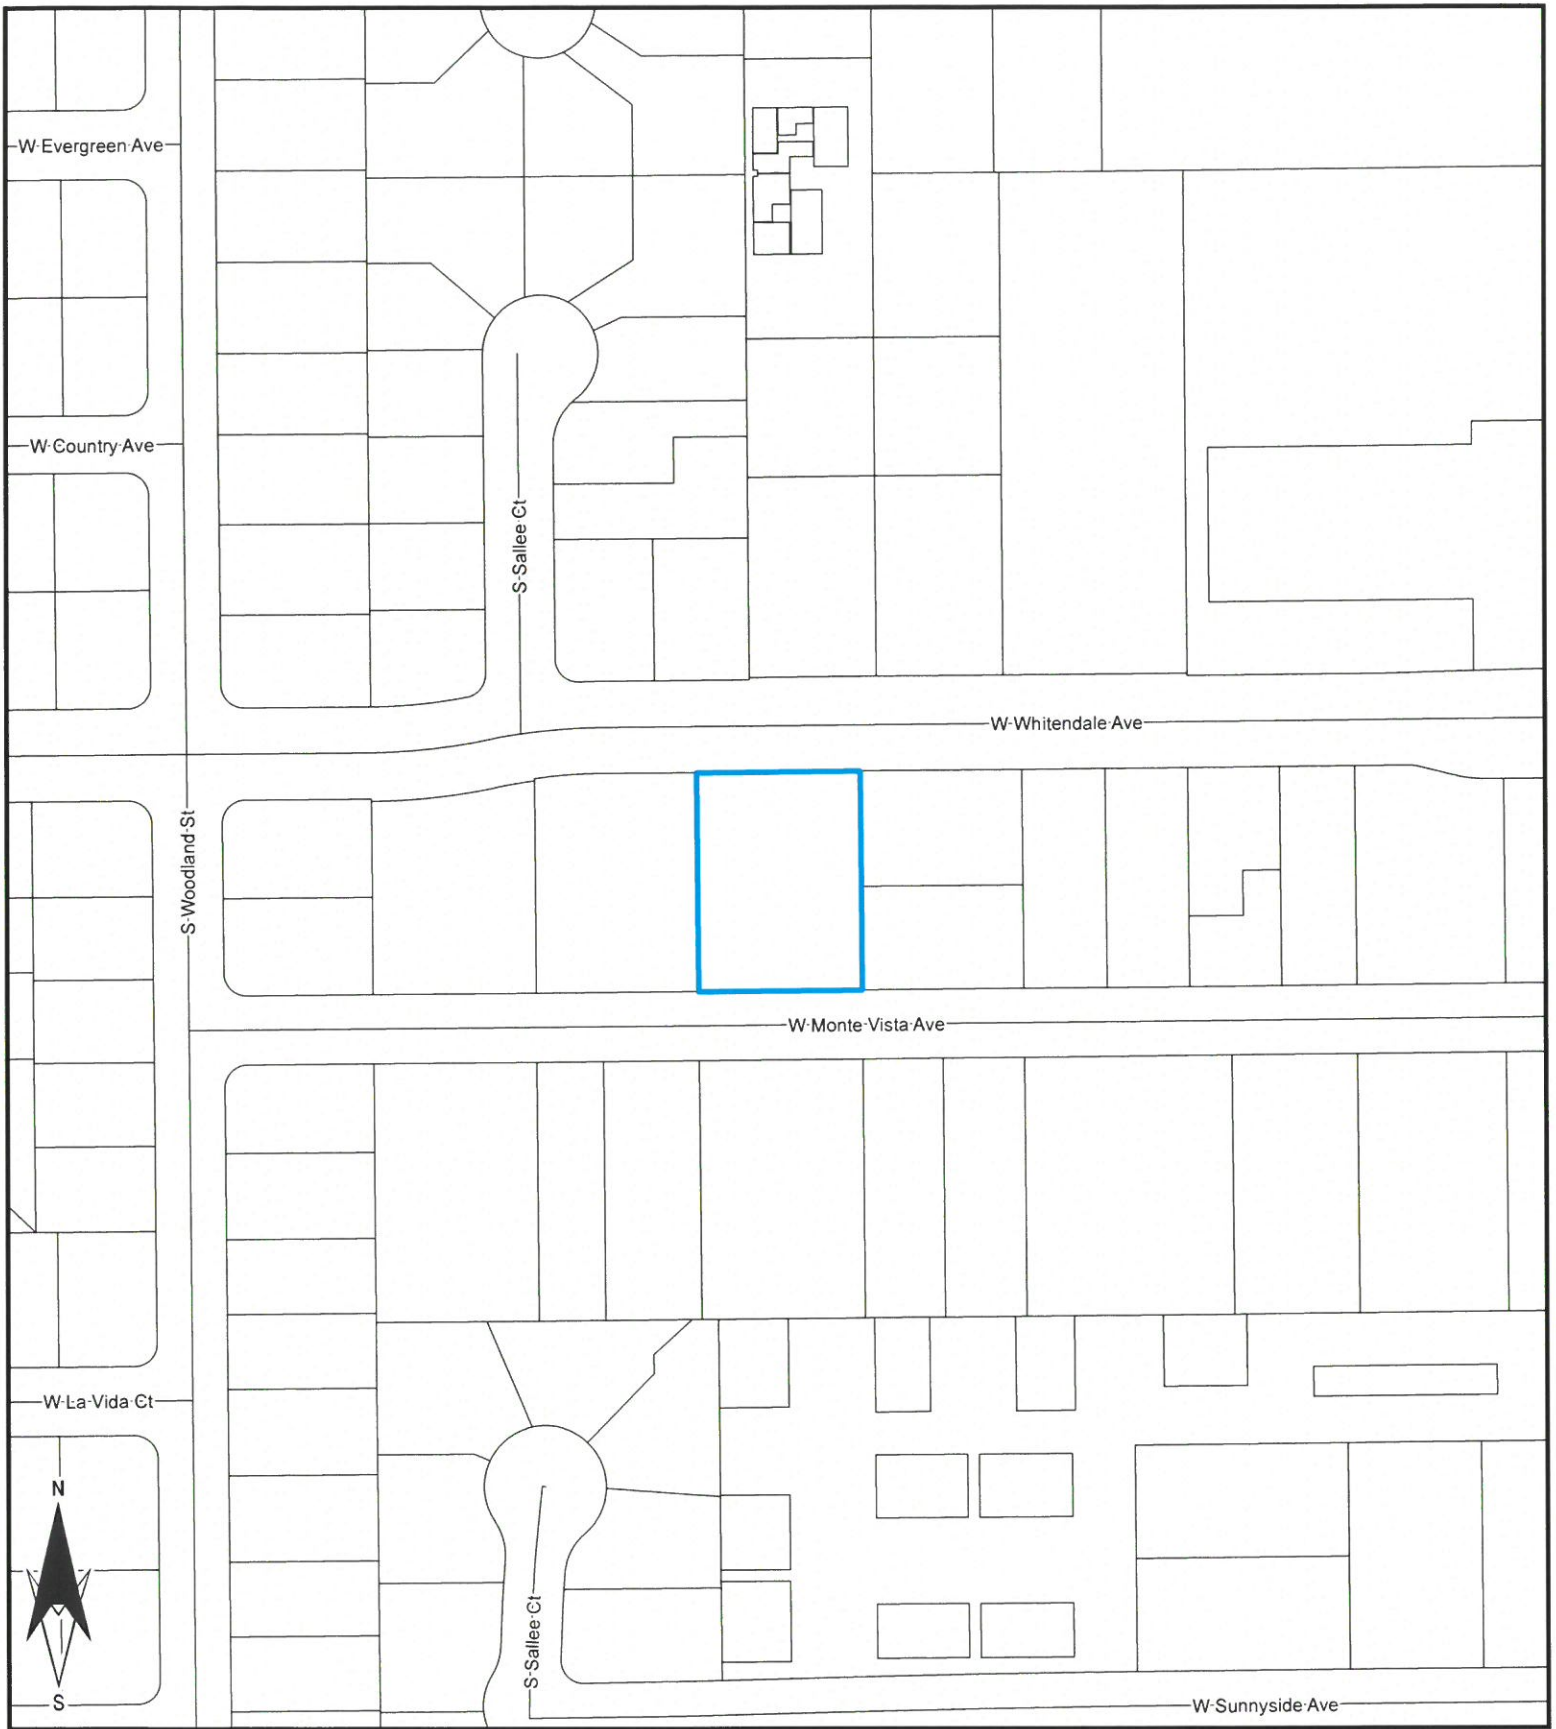 W Evergreen Ave
W Country Ave
S Sallee Ct
W Whitendale Ave
S Woodland St
W Monte Vista Ave
W La Vida Ct
N
S
S Sallee Ct
W Sunnyside Ave